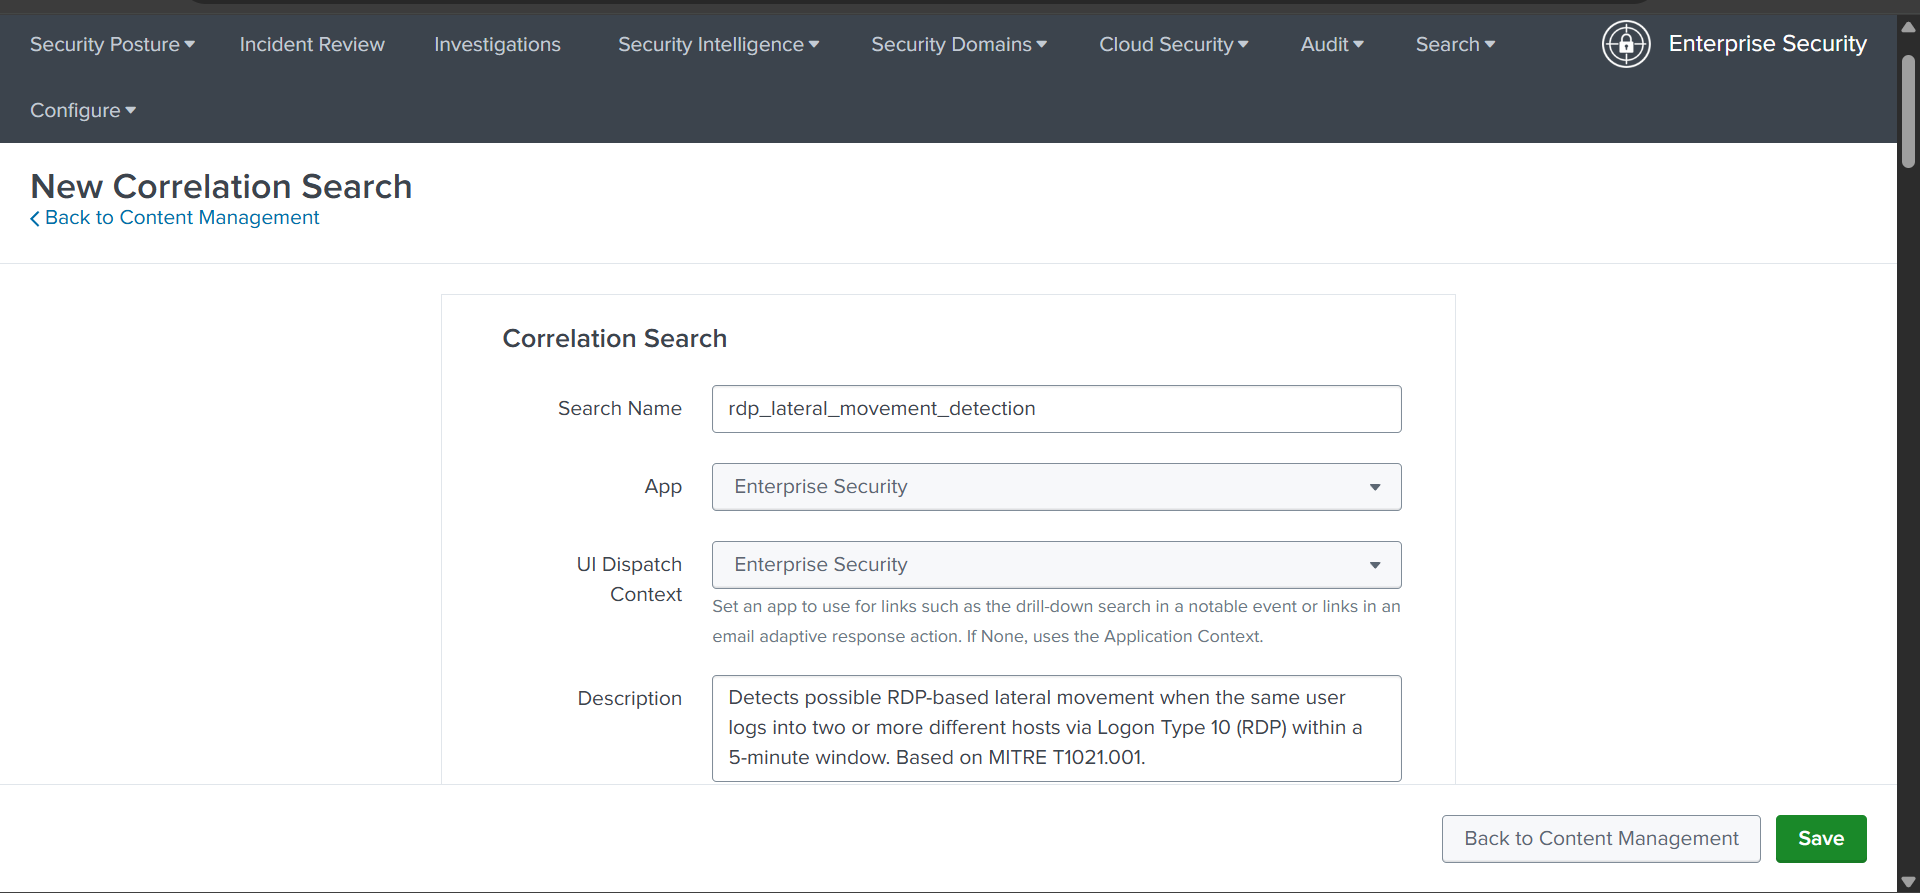 Security Posture
Incident Review
Investigations
Security Intelligence
Security Domains
Cloud Security
Audit
Search
Enterprise Security
Configure
New Correlation Search
Back to Content Management
Correlation Search
Search Name
rdp_lateral_movement_detection
App
Enterprise Security
UI Dispatch
Context
Enterprise Security
Set an app to use for links such as the drill-down search in a notable event or links in an
email adaptive response action. If None, uses the Application Context.
Description
Detects possible RDP-based lateral movement when the same user
logs into two or more different hosts via Logon Type 10 (RDP) within a
5-minute window. Based on MITRE T1021.001.
Back to Content Management
Save